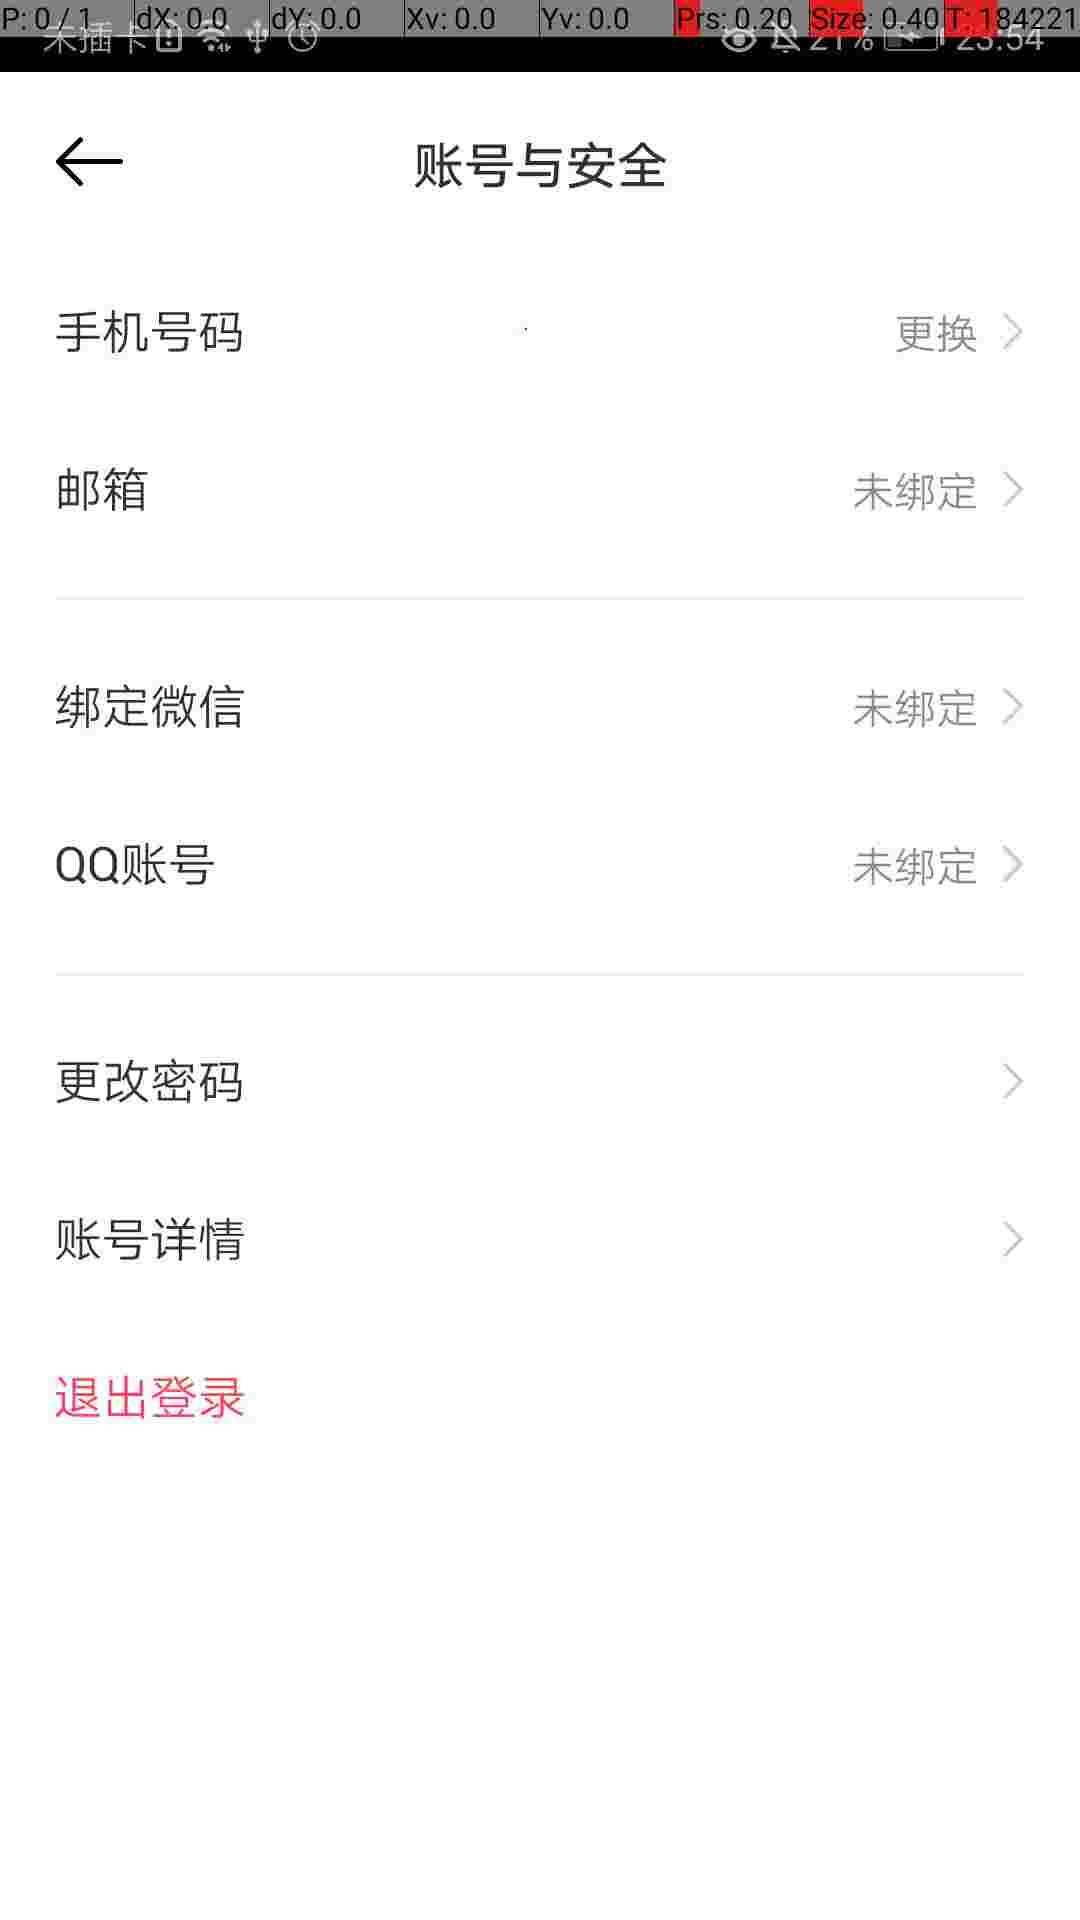 P: 0 / 1 dX: 0.0 dY: 0.0 Xv: 0.0 Yv: 0.0 Prs: 0.20 Size: 0.40 T: 184221
未插卡 21% 23:54
账号与安全
手机号码 更换
邮箱 未绑定
绑定微信 未绑定
QQ账号 未绑定
更改密码
账号详情
退出登录